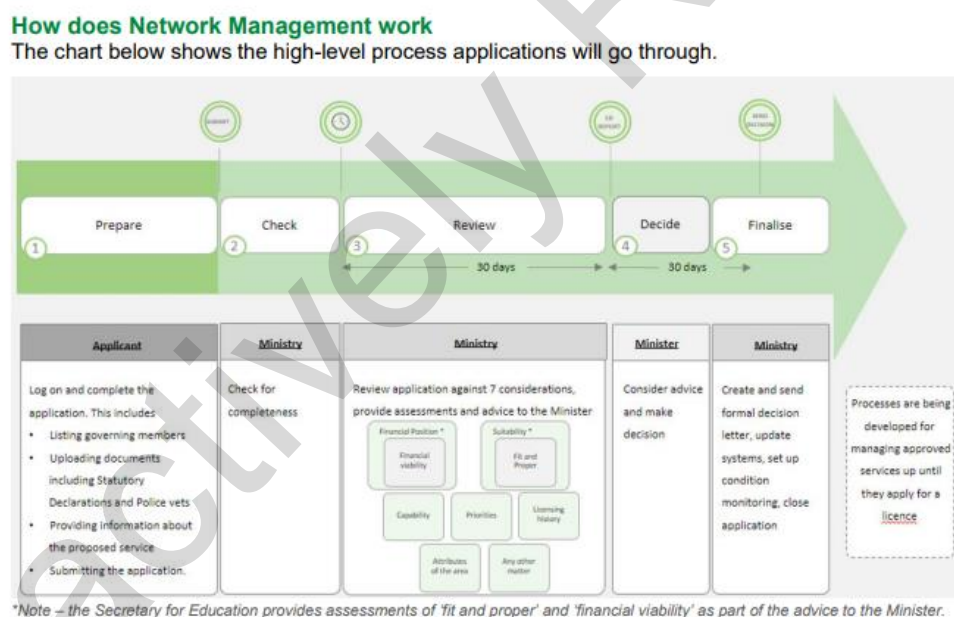 How does Network Management work
The chart below shows the high-level process applications will go through.
SUBMIT
Prepare
Check
Review
Decide
Finalise
1
2
3
4
5
30 days
30 days
Applicant
Log on and complete the
application. This includes
• Listing governing members
• Uploading documents
including Statutory
Declarations and Police vets
• Providing information about
the proposed service
• Submitting the application.
Ministry
Check for
completeness
Ministry
Review application against 7 considerations,
provide assessments and advice to the Minister
Financial Position *
Financial
viability
Suitability *
Fit and
Proper
Capability
Priorities
Licensing
history
Attributes
of the area
Any other
matter
Minister
Consider advice
and make
decision
Ministry
Create and send
formal decision
letter, update
systems, set up
condition
monitoring, close
application
Processes are being
developed for
managing approved
services up until
they apply for a
licence
*Note – the Secretary for Education provides assessments of 'fit and proper' and 'financial viability' as part of the advice to the Minister.
actively R